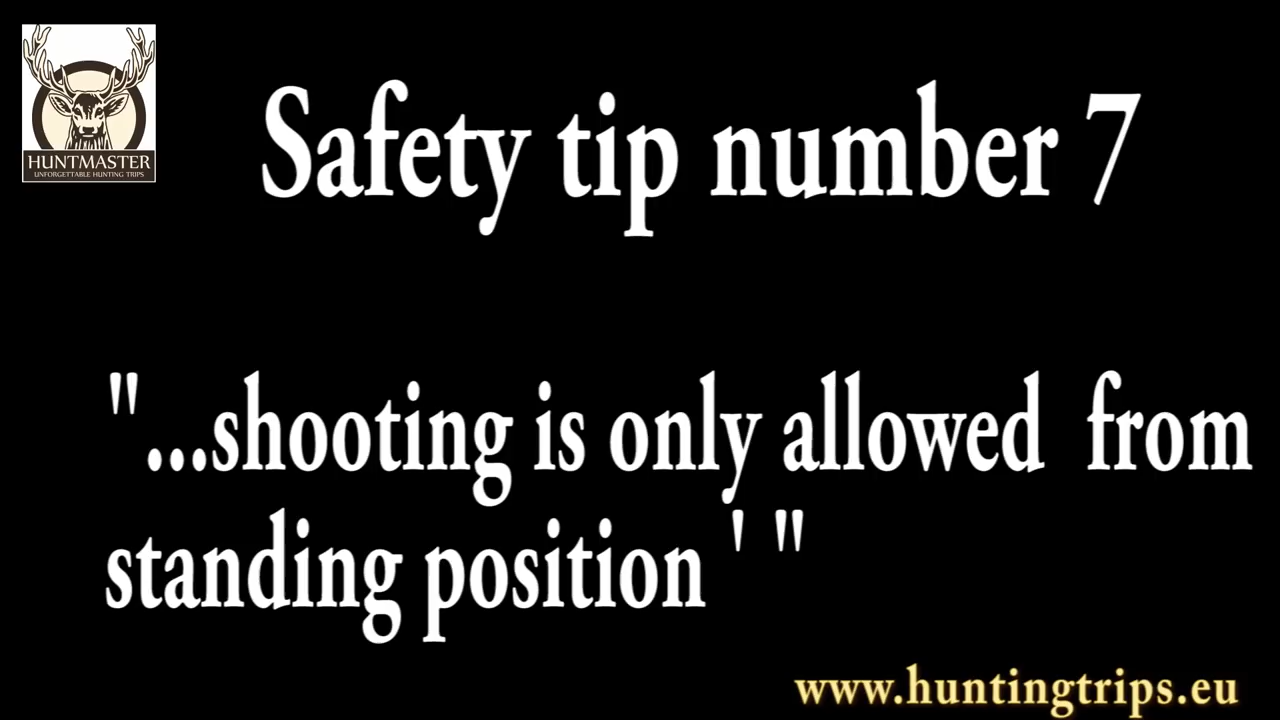 HUNTMASTER
UNFORGETTABLE HUNTING TRIPS
Safety tip number 7
"...shooting is only allowed  from
standing position ' "
www.huntingtrips.eu